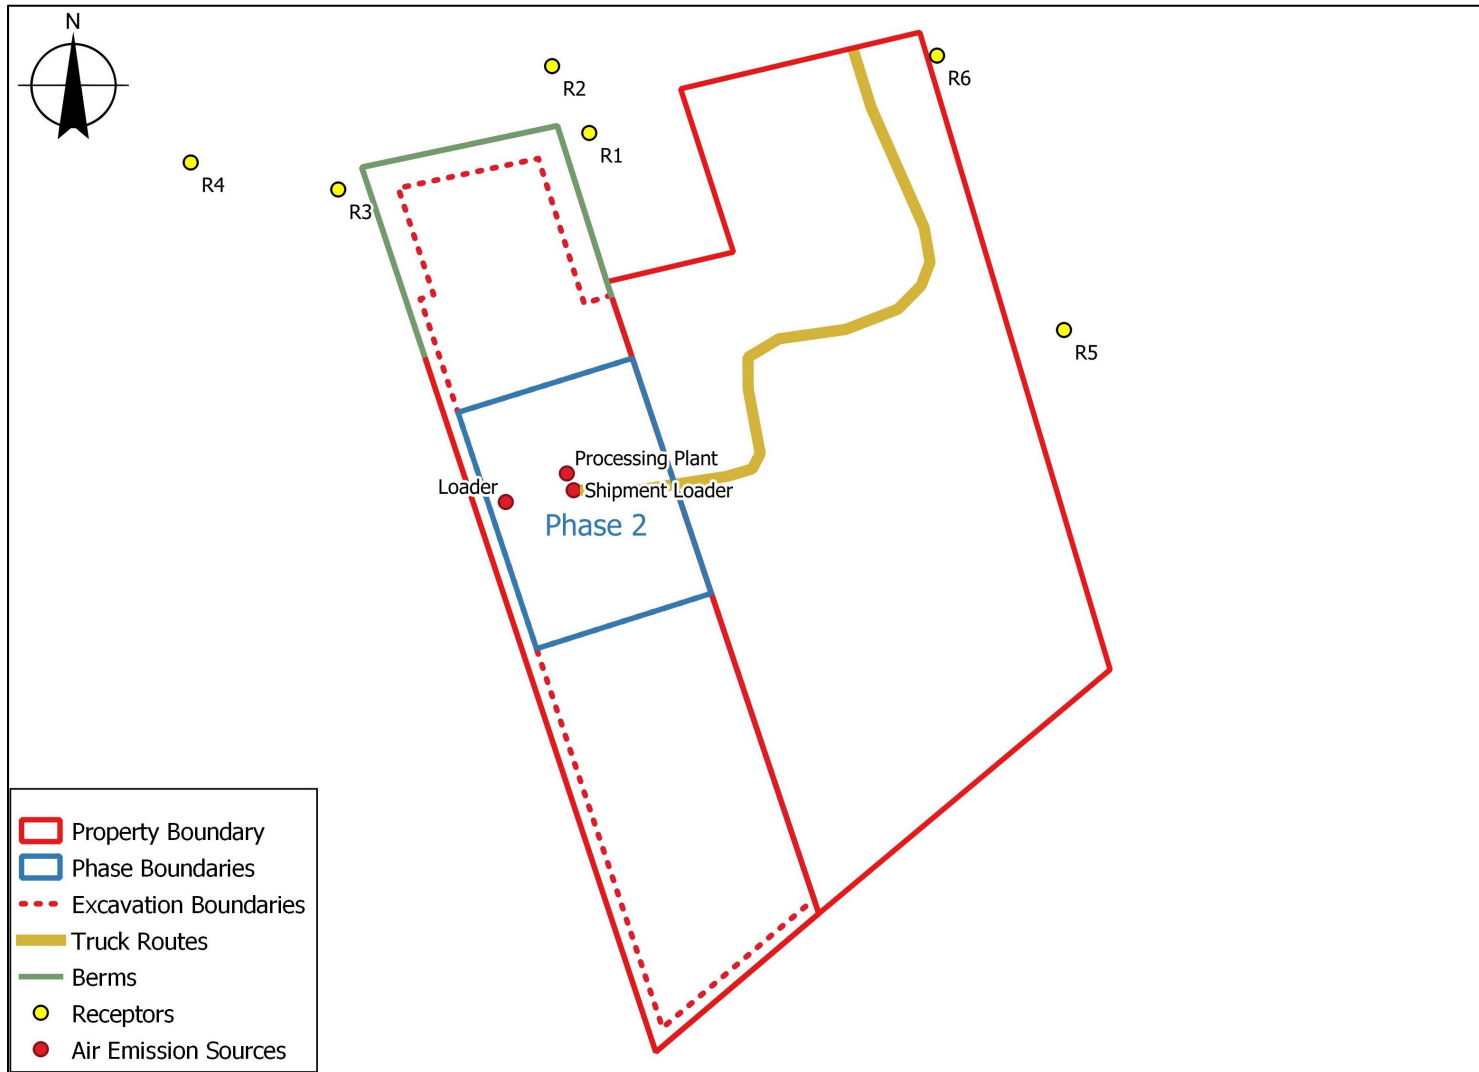 N
R2
R6
R1
R4
R3
R5
Processing Plant
Loader
Shipment Loader
Phase 2
Property Boundary
Phase Boundaries
Excavation Boundaries
Truck Routes
Berms
Receptors
Air Emission Sources